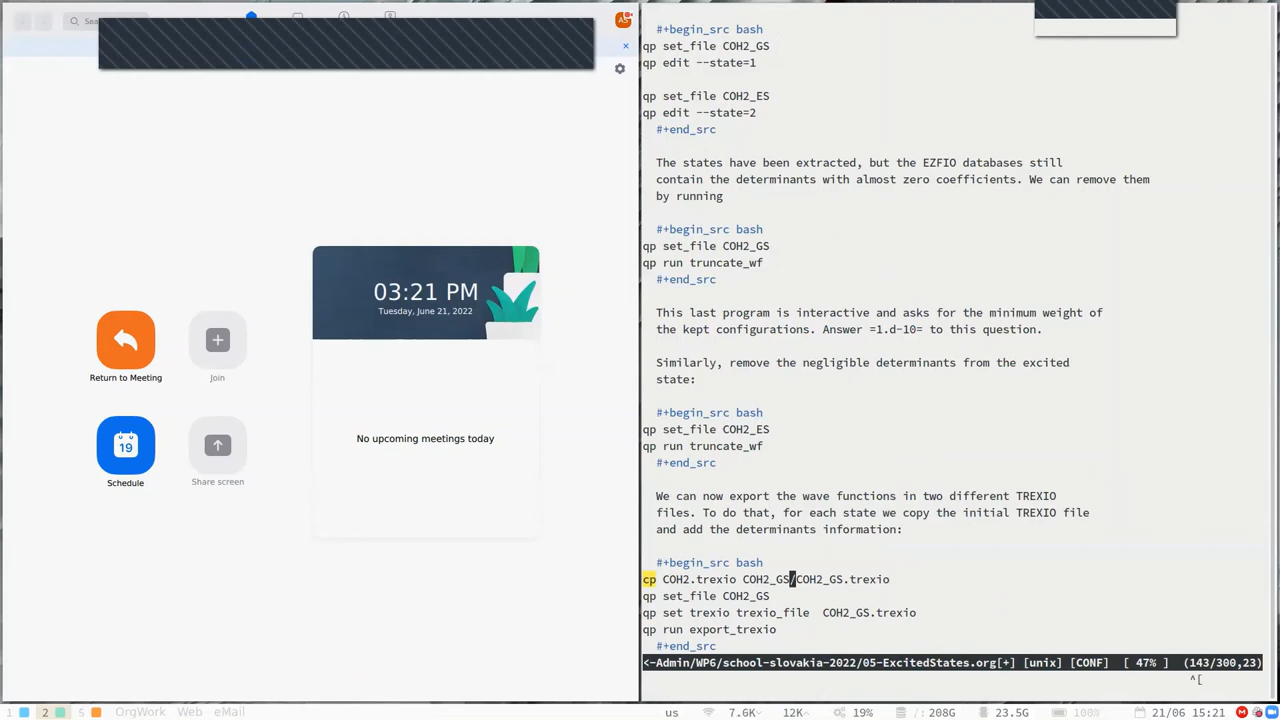 Sea
AS
03:21 PM
Tuesday, June 21, 2022
Return to Meeting
Join
No upcoming meetings today
19
Schedule
Share screen
#+begin_src bash
qp set_file COH2_GS
qp edit --state=1
qp set_file COH2_ES
qp edit --state=2
#+end_src
The states have been extracted, but the EZFIO databases still
contain the determinants with almost zero coefficients. We can remove them
by running
#+begin_src bash
qp set_file COH2_GS
qp run truncate_wf
#+end_src
This last program is interactive and asks for the minimum weight of
the kept configurations. Answer =1.d-10= to this question.
Similarly, remove the negligible determinants from the excited
state:
#+begin_src bash
qp set_file COH2_ES
qp run truncate_wf
#+end_src
We can now export the wave functions in two different TREXIO
files. To do that, for each state we copy the initial TREXIO file
and add the determinants information:
#+begin_src bash
cp COH2.trexio COH2_GS/COH2_GS.trexio
qp set_file COH2_GS
qp set trexio trexio_file  COH2_GS.trexio
qp run export_trexio
#+end_src
<-Admin/WP6/school-slovakia-2022/05-ExcitedStates.org[+] [unix] [CONF] [ 47% ] (143/300,23)
^[
1 2 5 OrgWork Web eMail us 7.6K 12K 19% /: 208G 23.5G 100% 21/06 15:21